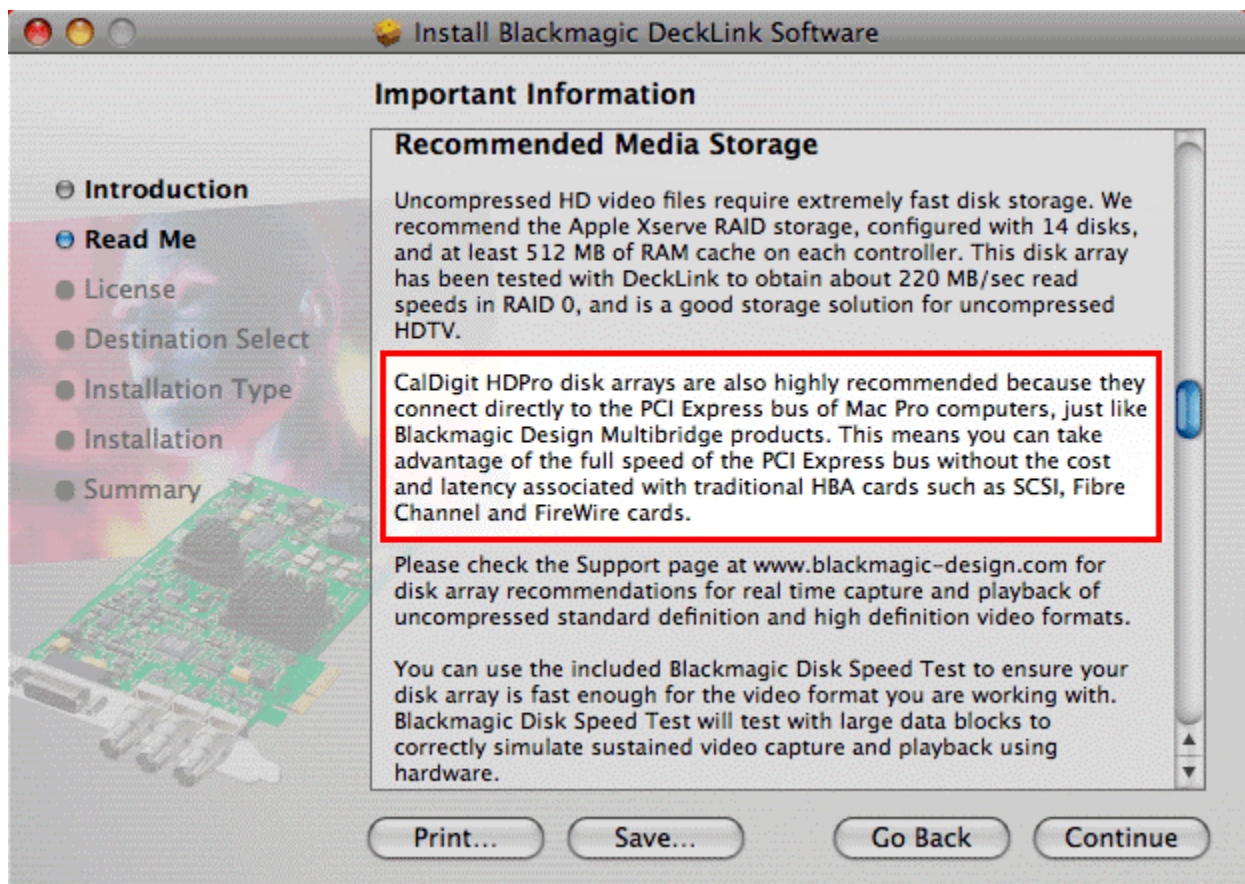 Install Blackmagic DeckLink Software
Important Information
Introduction
Read Me
License
Destination Select
Installation Type
Installation
Summary
Recommended Media Storage
Uncompressed HD video files require extremely fast disk storage. We
recommend the Apple Xserve RAID storage, configured with 14 disks,
and at least 512 MB of RAM cache on each controller. This disk array
has been tested with DeckLink to obtain about 220 MB/sec read
speeds in RAID 0, and is a good storage solution for uncompressed
HDTV.
CalDigit HDPro disk arrays are also highly recommended because they
connect directly to the PCI Express bus of Mac Pro computers, just like
Blackmagic Design Multibridge products. This means you can take
advantage of the full speed of the PCI Express bus without the cost
and latency associated with traditional HBA cards such as SCSI, Fibre
Channel and FireWire cards.
Please check the Support page at www.blackmagic-design.com for
disk array recommendations for real time capture and playback of
uncompressed standard definition and high definition video formats.
You can use the included Blackmagic Disk Speed Test to ensure your
disk array is fast enough for the video format you are working with.
Blackmagic Disk Speed Test will test with large data blocks to
correctly simulate sustained video capture and playback using
hardware.
Print...
Save...
Go Back
Continue